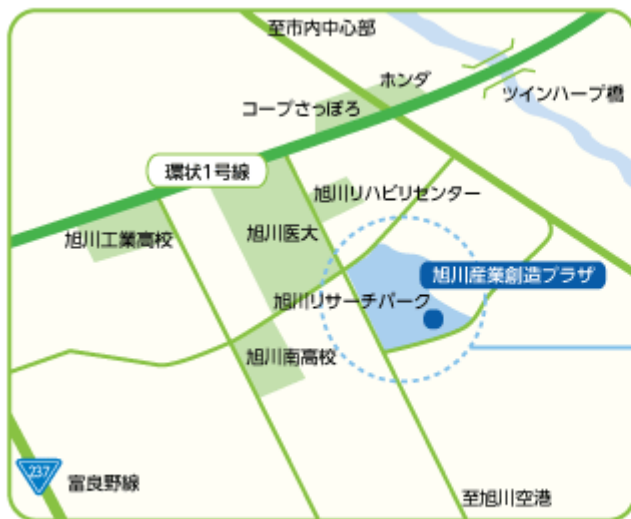 至市内中心部
ホンダ
ツインハープ橋
コープさっぽろ
環状1号線
旭川リハビリセンター
旭川工業高校
旭川医大
旭川産業創造プラザ
旭川リサーチパーク
旭川南高校
237
富良野線
至旭川空港